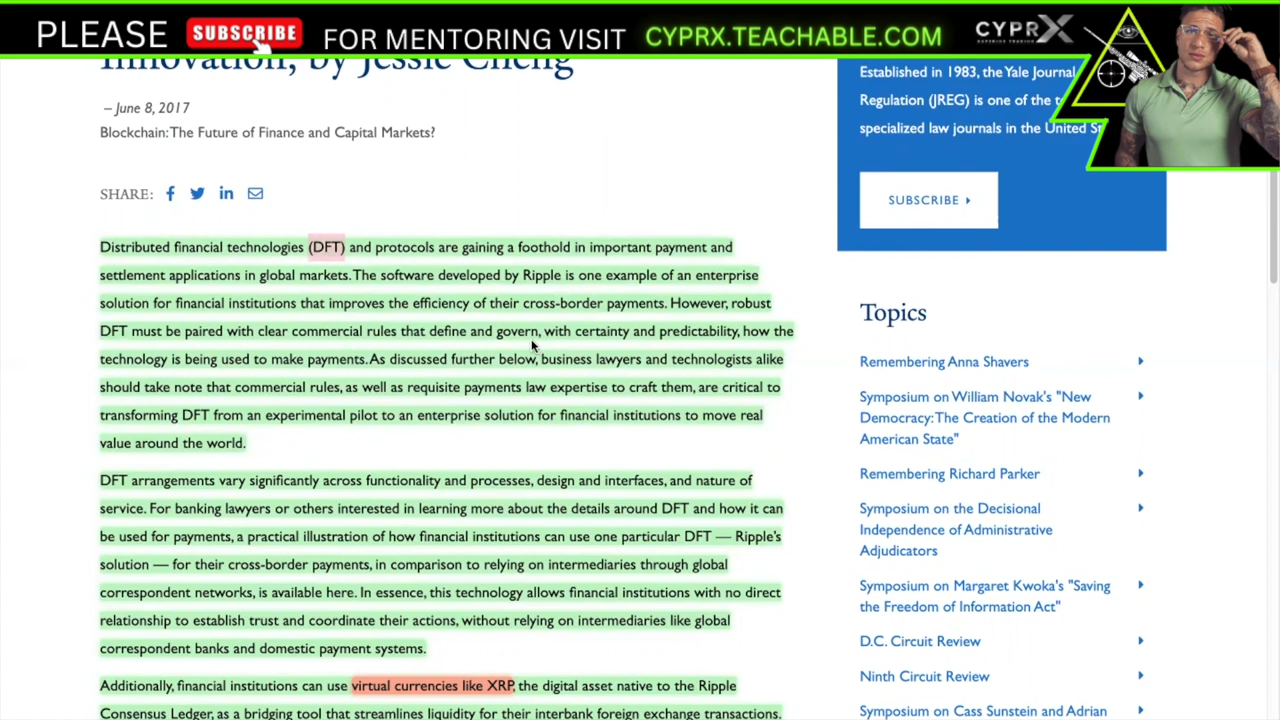 PLEASE SUBSCRIBE FOR MENTORING VISIT CYPRX.TEACHABLE.COM CYPRX
Innovation, by Jessie Cheng
– June 8, 2017
Blockchain: The Future of Finance and Capital Markets?
SHARE:
Distributed financial technologies (DFT) and protocols are gaining a foothold in important payment and
settlement applications in global markets. The software developed by Ripple is one example of an enterprise
solution for financial institutions that improves the efficiency of their cross-border payments. However, robust
DFT must be paired with clear commercial rules that define and govern, with certainty and predictability, how the
technology is being used to make payments. As discussed further below, business lawyers and technologists alike
should take note that commercial rules, as well as requisite payments law expertise to craft them, are critical to
transforming DFT from an experimental pilot to an enterprise solution for financial institutions to move real
value around the world.
DFT arrangements vary significantly across functionality and processes, design and interfaces, and nature of
service. For banking lawyers or others interested in learning more about the details around DFT and how it can
be used for payments, a practical illustration of how financial institutions can use one particular DFT — Ripple's
solution — for their cross-border payments, in comparison to relying on intermediaries through global
correspondent networks, is available here. In essence, this technology allows financial institutions with no direct
relationship to establish trust and coordinate their actions, without relying on intermediaries like global
correspondent banks and domestic payment systems.
Additionally, financial institutions can use virtual currencies like XRP, the digital asset native to the Ripple
Consensus Ledger, as a bridging tool that streamlines liquidity for their interbank foreign exchange transactions.
Established in 1983, the Yale Journal
Regulation (JREG) is one of the
specialized law journals in the United
SUBSCRIBE
Topics
Remembering Anna Shavers
Symposium on William Novak's "New
Democracy: The Creation of the Modern
American State"
Remembering Richard Parker
Symposium on the Decisional
Independence of Administrative
Adjudicators
Symposium on Margaret Kwoka's "Saving
the Freedom of Information Act"
D.C. Circuit Review
Ninth Circuit Review
Symposium on Cass Sunstein and Adrian